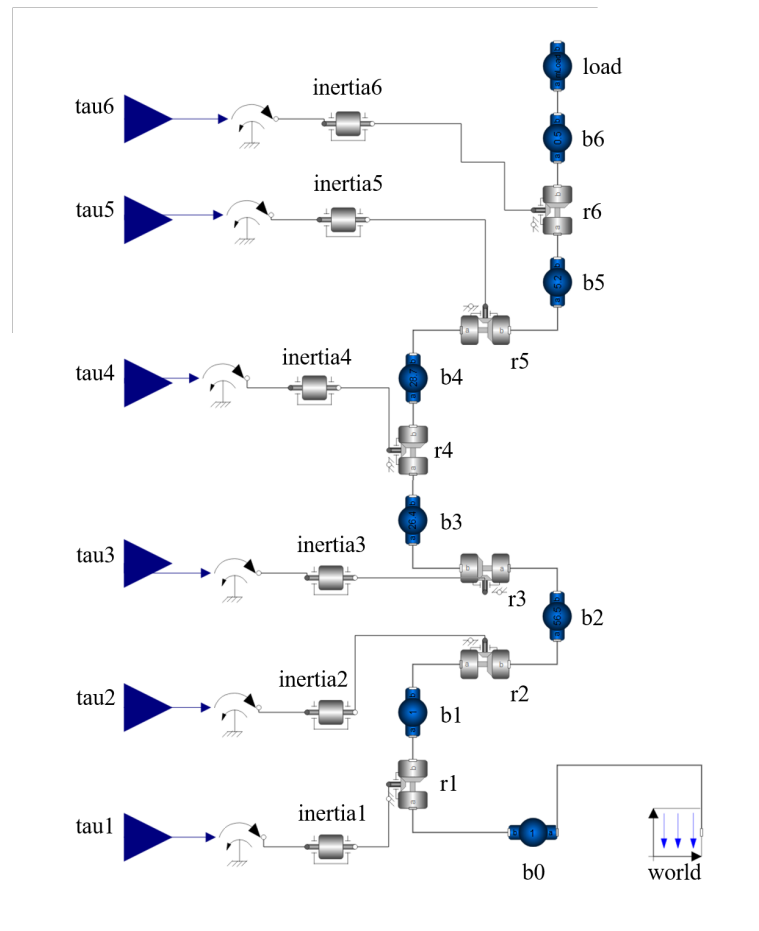 load
inertia6
tau6
b6
inertia5
tau5
r6
b5
inertia4
r5
tau4
b4
r4
b3
inertia3
tau3
r3
b2
inertia2
tau2
r2
b1
r1
inertia1
tau1
b0
world